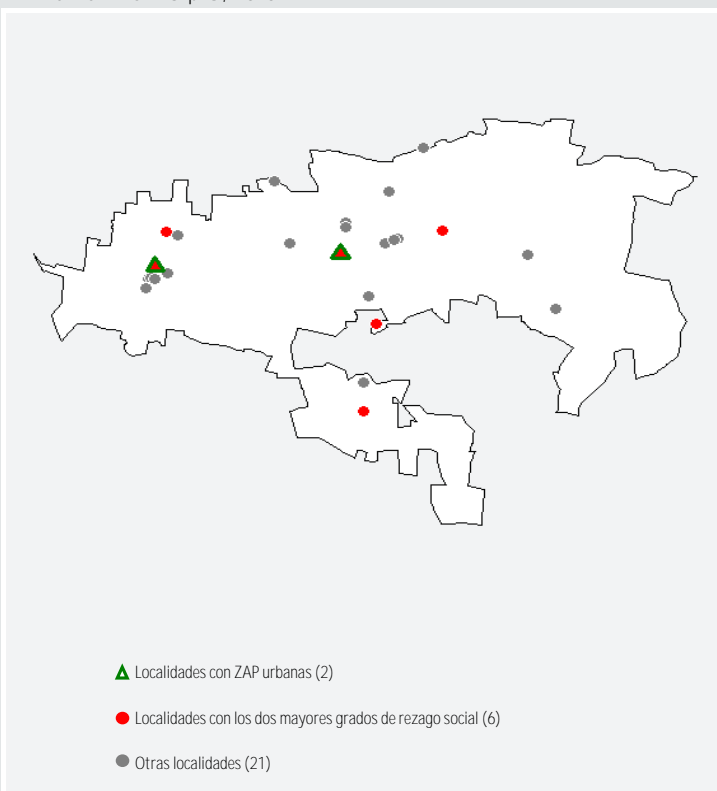 Localidades con ZAP urbanas (2)
Localidades con los dos mayores grados de rezago social (6)
Otras localidades (21)